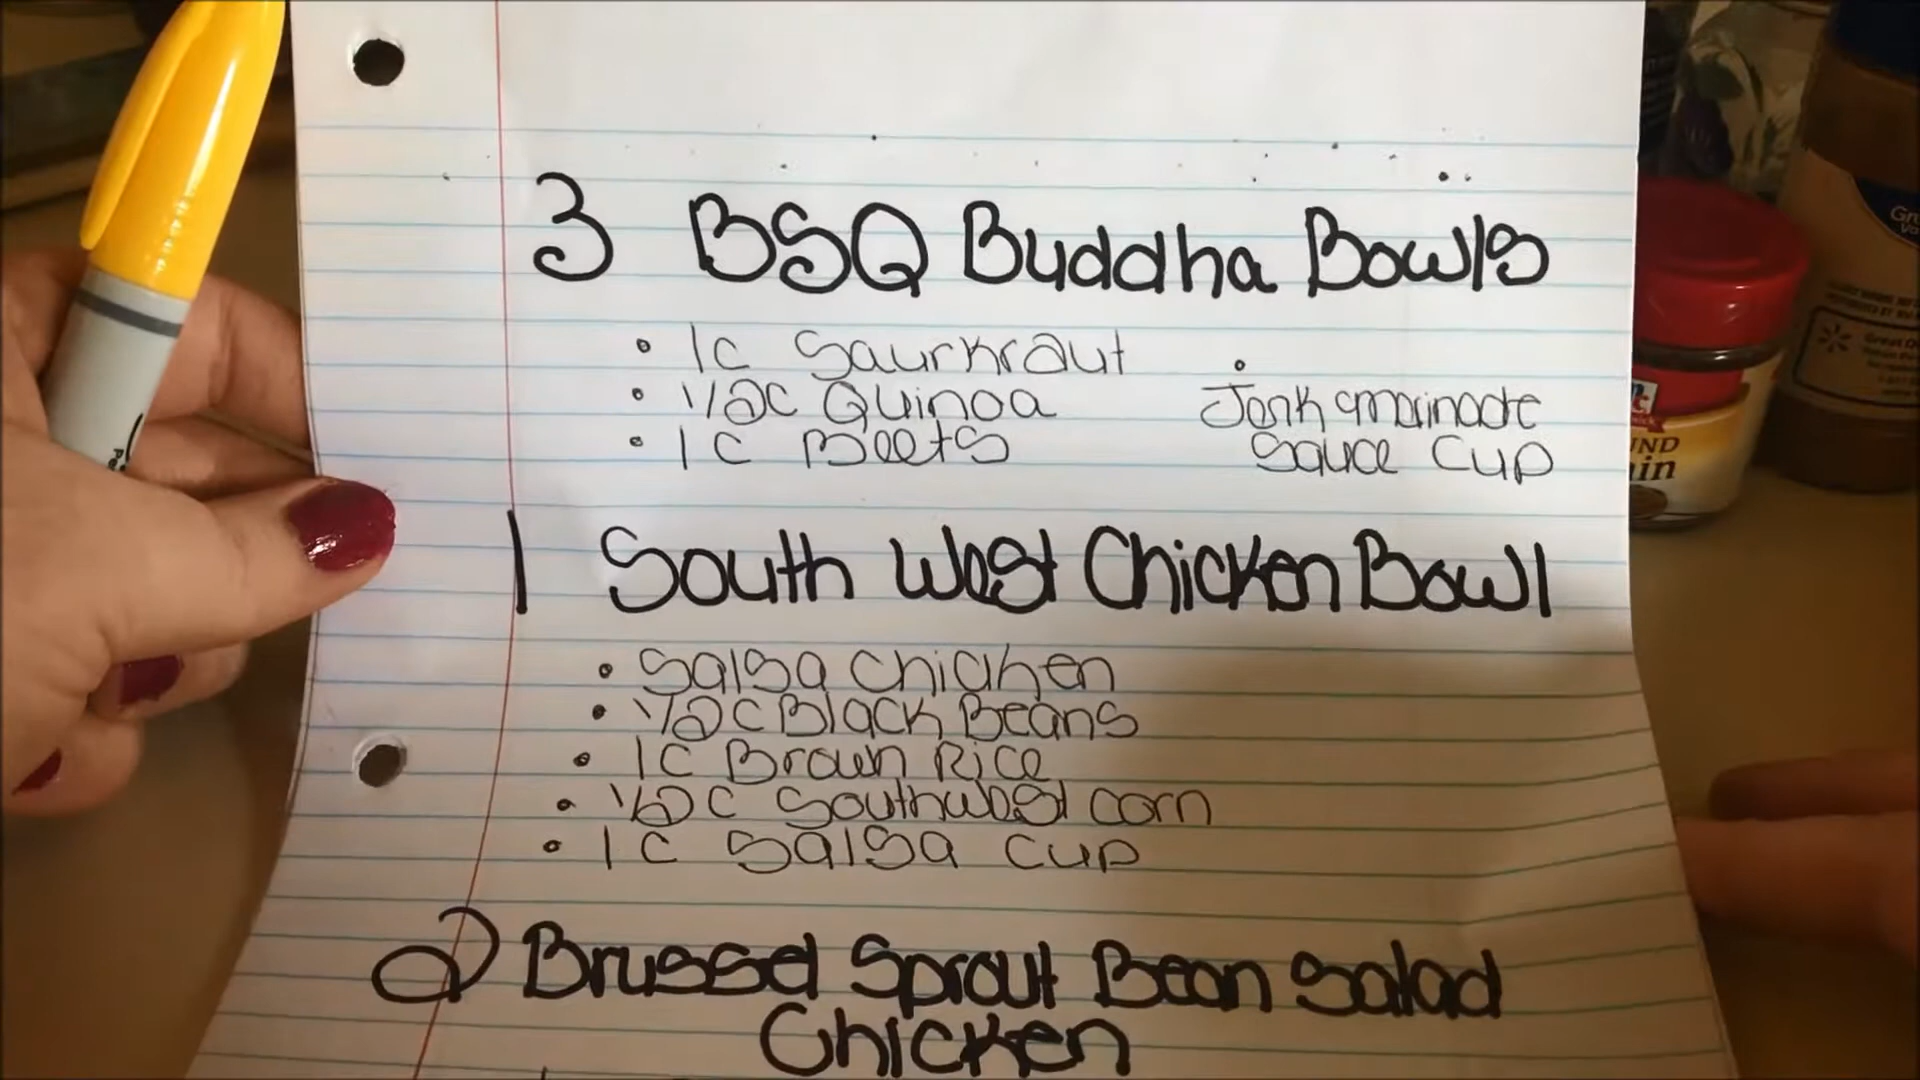 3 BSQ Buddha Bowls
• 1c Saurkraut
• 1/2c Quinoa
• 1c Beets
• Jerk marinade
Sauce Cup
1 South West Chicken Bowl
• Salsa Chicken
• 1/2c Black Beans
• 1c Brown Rice
• 1/2c Southwest corn
• 1c Salsa Cup
2 Brussel Sprout Bean Salad
Chicken
Great